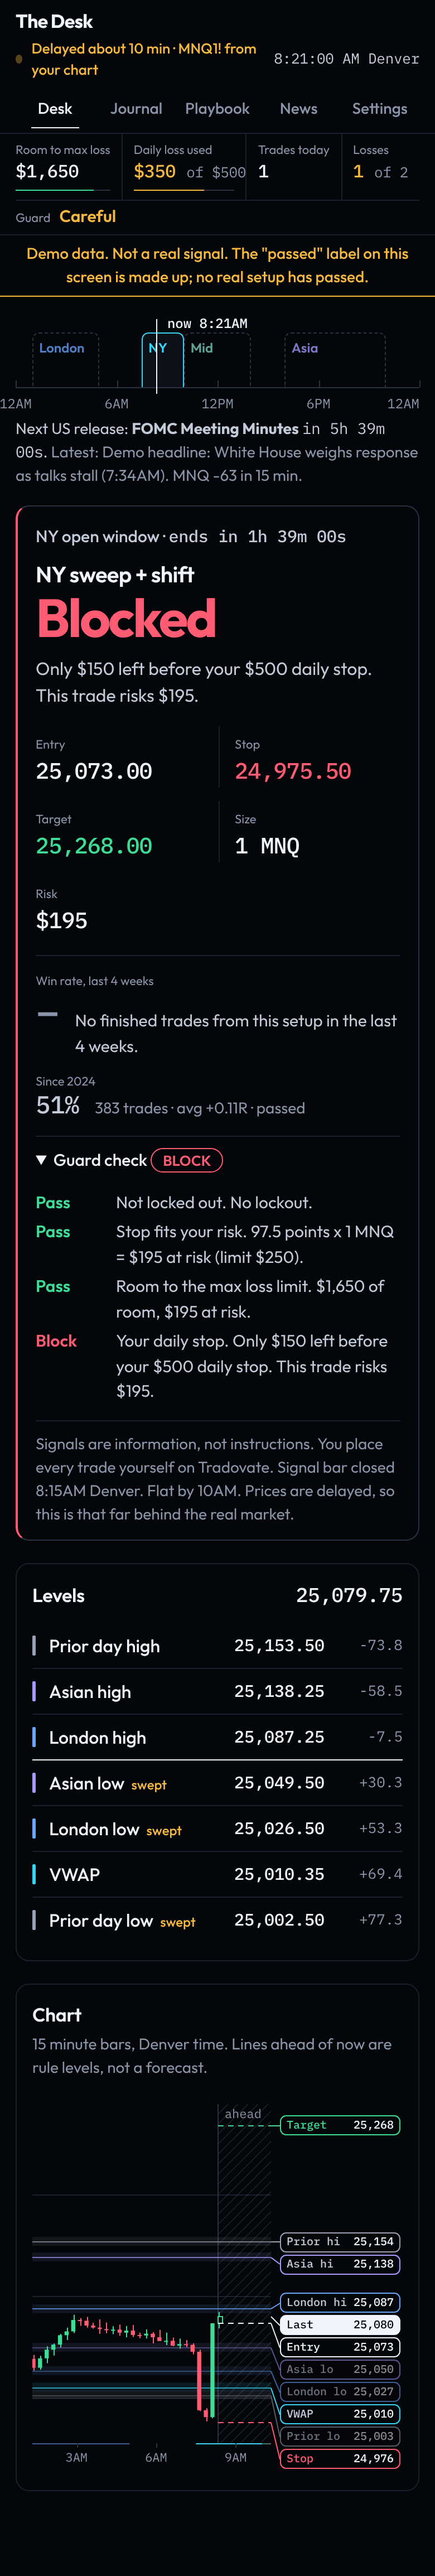 The Desk
Delayed about 10 min · MNQ1! from
your chart
8:21:00 AM Denver
Desk
Journal
Playbook
News
Settings
Room to max loss
$1,650
Daily loss used
$350 of $500
Trades today
1
Losses
1 of 2
Guard Careful
Demo data. Not a real signal. The "passed" label on this
screen is made up; no real setup has passed.
now 8:21AM
London
NY
Mid
Asia
12AM
6AM
12PM
6PM
12AM
Next US release: FOMC Meeting Minutes in 5h 39m
00s. Latest: Demo headline: White House weighs response
as talks stall (7:34AM). MNQ -63 in 15 min.
NY open window · ends in 1h 39m 00s
NY sweep + shift
Blocked
Only $150 left before your $500 daily stop.
This trade risks $195.
Entry
25,073.00
Stop
24,975.50
Target
25,268.00
Size
1 MNQ
Risk
$195
Win rate, last 4 weeks
— No finished trades from this setup in the last
4 weeks.
Since 2024
51% 383 trades · avg +0.11R · passed
▼ Guard check BLOCK
Pass Not locked out. No lockout.
Pass Stop fits your risk. 97.5 points x 1 MNQ
= $195 at risk (limit $250).
Pass Room to the max loss limit. $1,650 of
room, $195 at risk.
Block Your daily stop. Only $150 left before
your $500 daily stop. This trade risks
$195.
Signals are information, not instructions. You place
every trade yourself on Tradovate. Signal bar closed
8:15AM Denver. Flat by 10AM. Prices are delayed, so
this is that far behind the real market.
Levels 25,079.75
Prior day high 25,153.50 -73.8
Asian high 25,138.25 -58.5
London high 25,087.25 -7.5
Asian low swept 25,049.50 +30.3
London low swept 25,026.50 +53.3
VWAP 25,010.35 +69.4
Prior day low swept 25,002.50 +77.3
Chart
15 minute bars, Denver time. Lines ahead of now are
rule levels, not a forecast.
ahead
Target 25,268
Prior hi 25,154
Asia hi 25,138
London hi 25,087
Last 25,080
Entry 25,073
Asia lo 25,050
London lo 25,027
VWAP 25,010
Prior lo 25,003
Stop 24,976
3AM
6AM
9AM